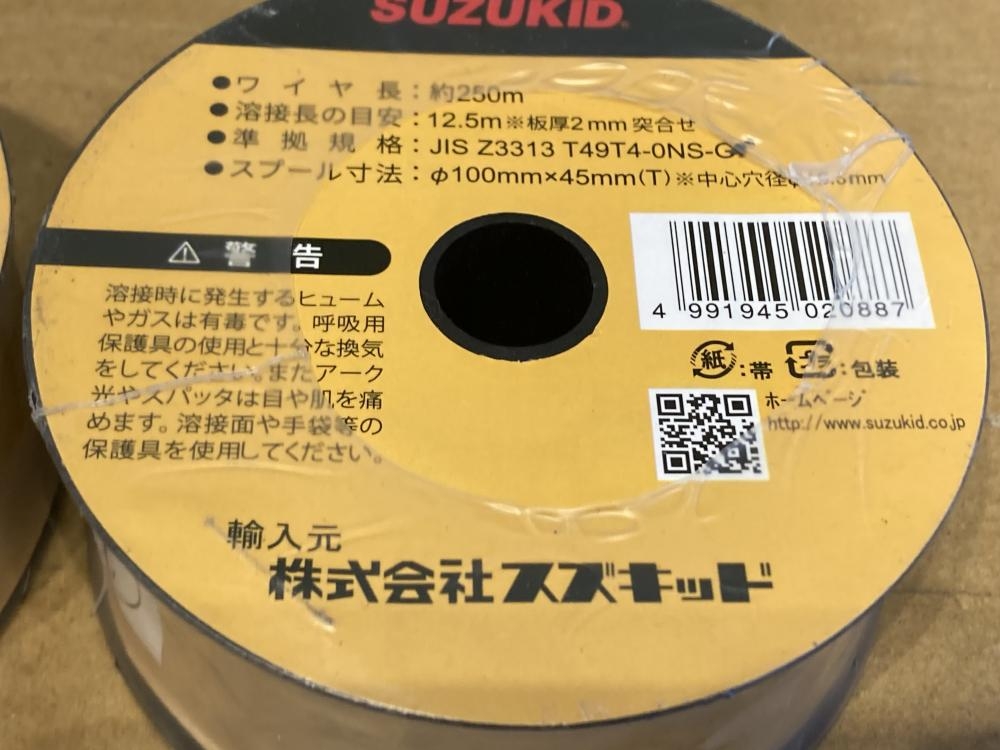 SUZUKID
●ワイヤ長:約250m
●溶接長の目安:12.5m※板厚2mm突合せ
●準拠規格:JIS Z3313 T49T4-0NS-G
●スプール寸法:φ100mm×45mm(T)※中心穴径
⚠ 警告
溶接時に発生するヒューム
やガスは有毒です。呼吸用
保護具の使用と十分な換気
をしてください。またアーク
光やスパッタは目や肌を痛
めます。溶接面や手袋等の
保護具を使用してください。
4 991945 020887
紙:帯 :包装
ホームページ
http://www.suzukid.co.jp
輸入元
株式会社スズキッド